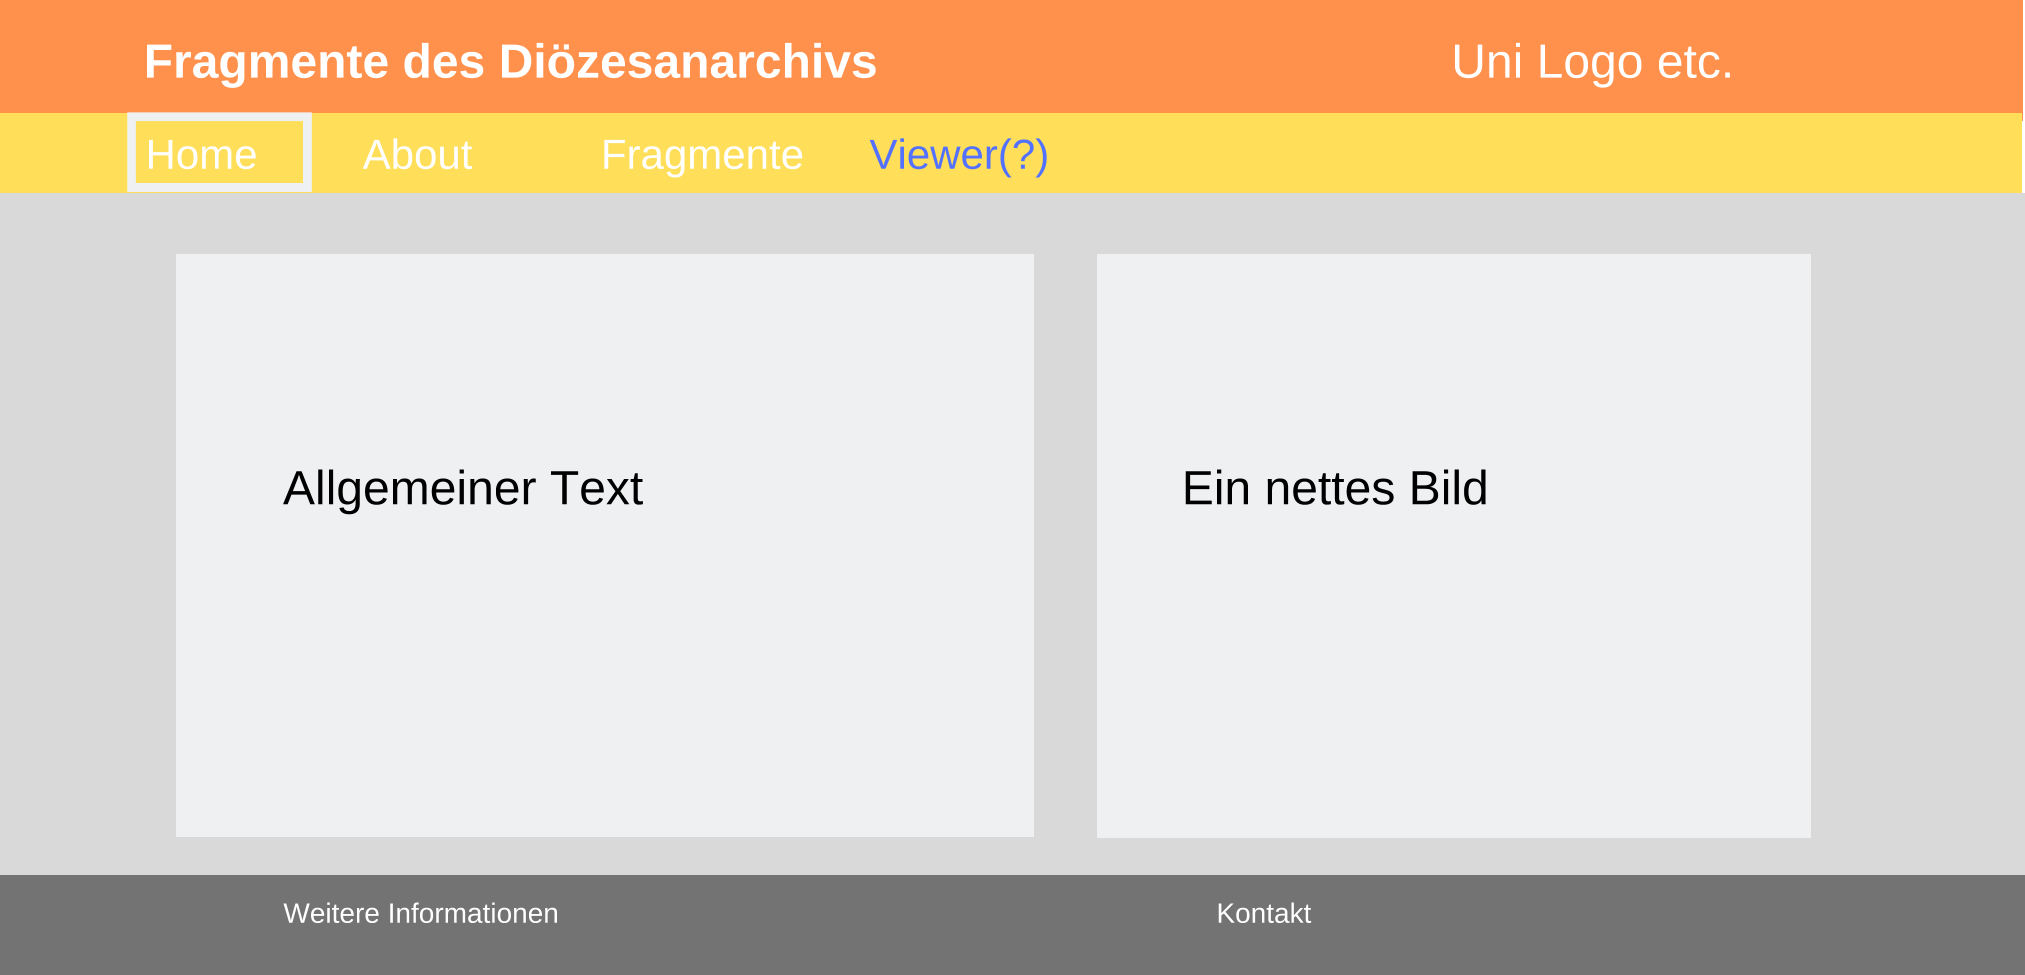 Fragmente des Diözesanarchivs
Uni Logo etc.
Home
About
Fragmente
Viewer(?)
Allgemeiner Text
Ein nettes Bild
Weitere Informationen
Kontakt